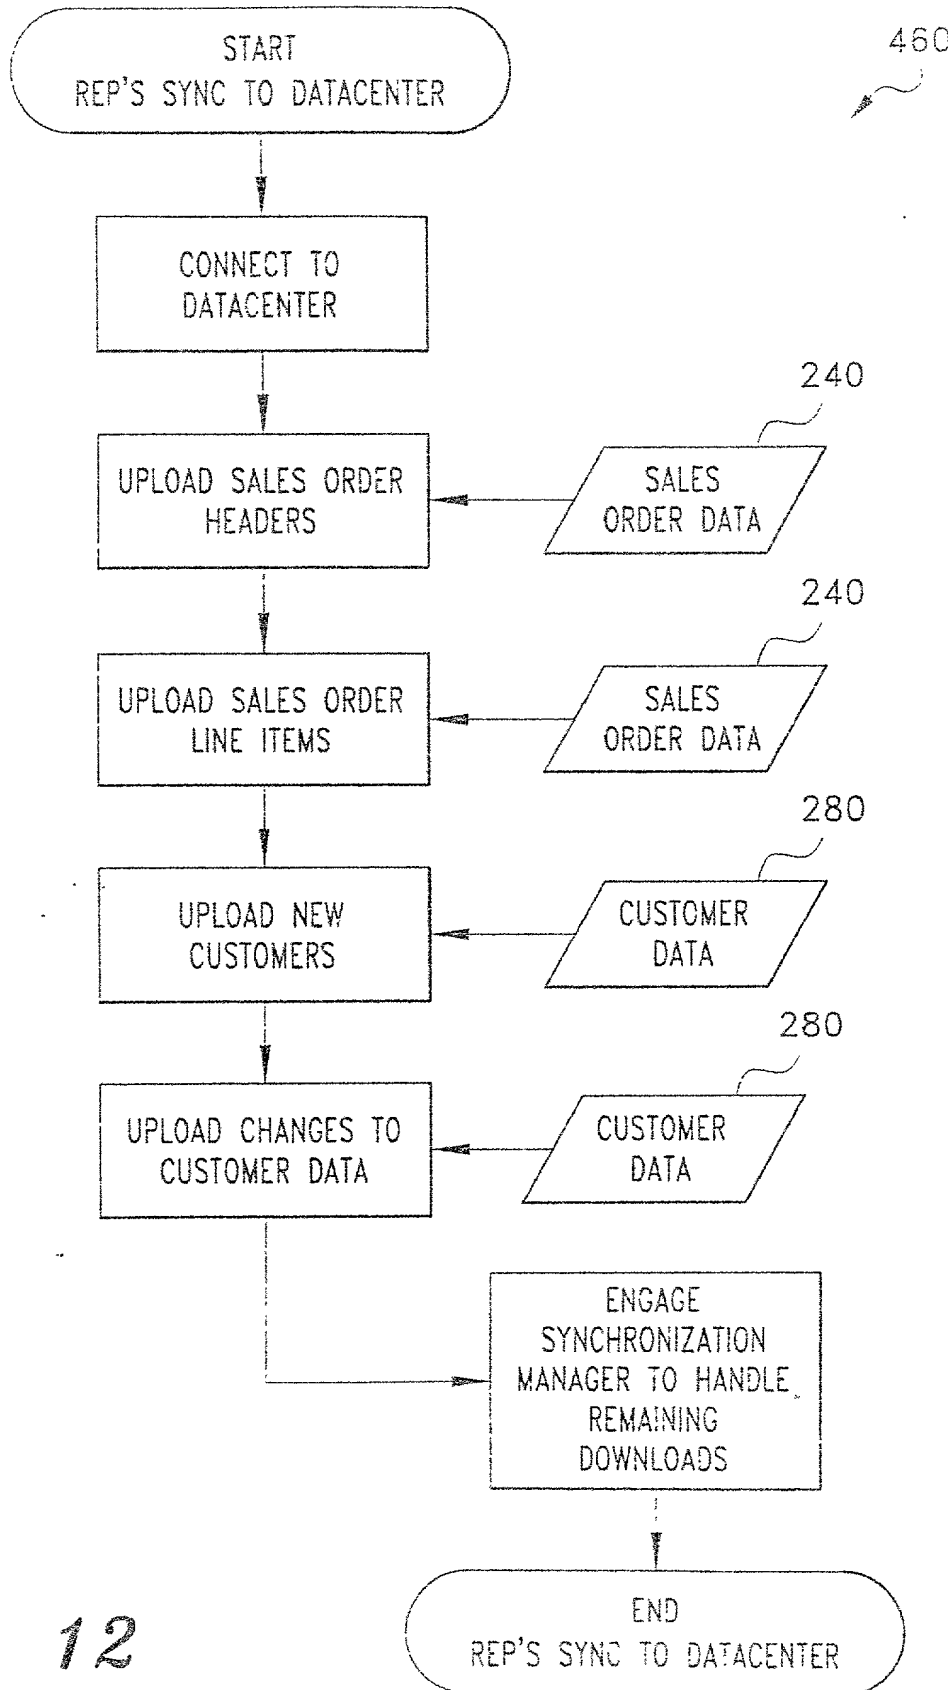 START
REP'S SYNC TO DATACENTER
460
CONNECT TO
DATACENTER
240
UPLOAD SALES ORDER
HEADERS
SALES
ORDER DATA
240
UPLOAD SALES ORDER
LINE ITEMS
SALES
ORDER DATA
280
UPLOAD NEW
CUSTOMERS
CUSTOMER
DATA
280
UPLOAD CHANGES TO
CUSTOMER DATA
CUSTOMER
DATA
ENGAGE
SYNCHRONIZATION
MANAGER TO HANDLE
REMAINING
DOWNLOADS
END
REP'S SYNC TO DATACENTER
12